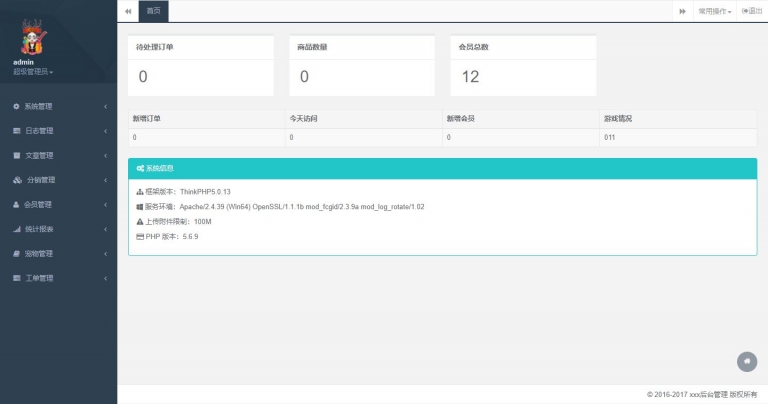 首页
常用操作
退出
admin
超级管理员
系统管理
日志管理
文章管理
分销管理
会员管理
统计报表
宠物管理
工单管理
待处理订单 商品数量 会员总数
0 0 12
新增订单 今天访问 新增会员 游戏情况
0 0 0 011
系统信息
框架版本：ThinkPHP5.0.13
服务环境：Apache/2.4.39 (Win64) OpenSSL/1.1.1b mod_fcgid/2.3.9a mod_log_rotate/1.02
上传附件限制：100M
PHP 版本：5.6.9
© 2016-2017 xxx后台管理 版权所有